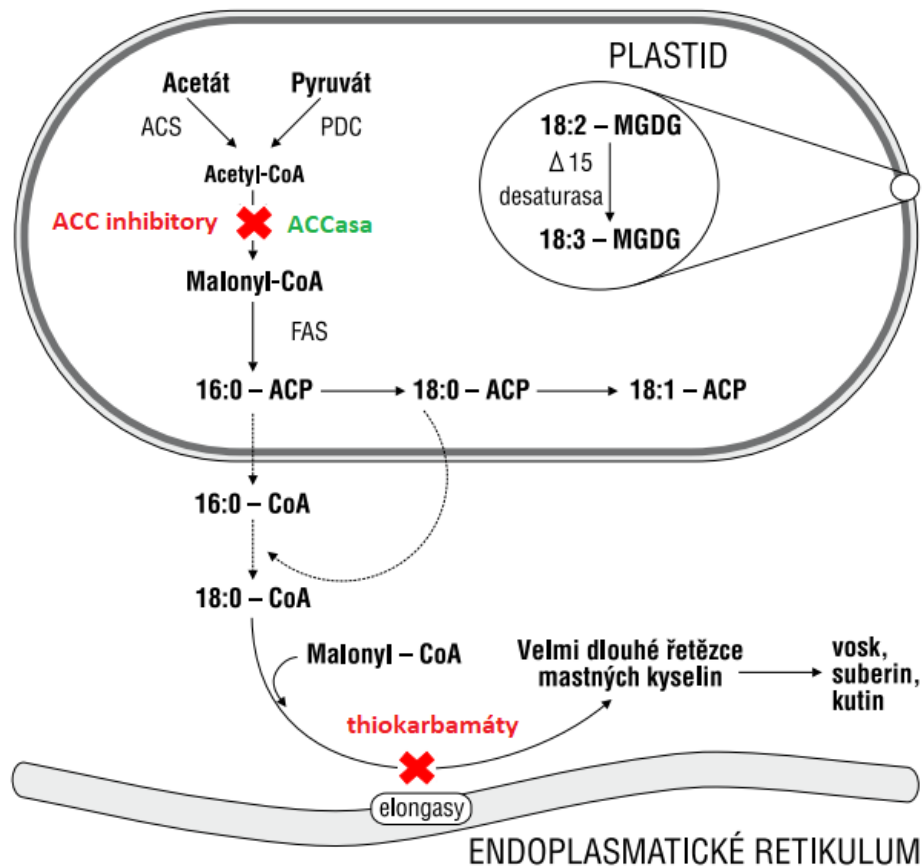 PLASTID
Acetát Pyruvát
ACS PDC
Acetyl-CoA
ACC inhibitory ACCasa
Malonyl-CoA
FAS
16:0 – ACP 18:0 – ACP 18:1 – ACP
18:2 – MGDG
Δ 15
desaturasa
18:3 – MGDG
16:0 – CoA
18:0 – CoA
Malonyl – CoA
Velmi dlouhé řetězce
mastných kyselin
vosk,
suberin,
kutin
thiokarbamáty
elongasy
ENDOPLASMATICKÉ RETIKULUM